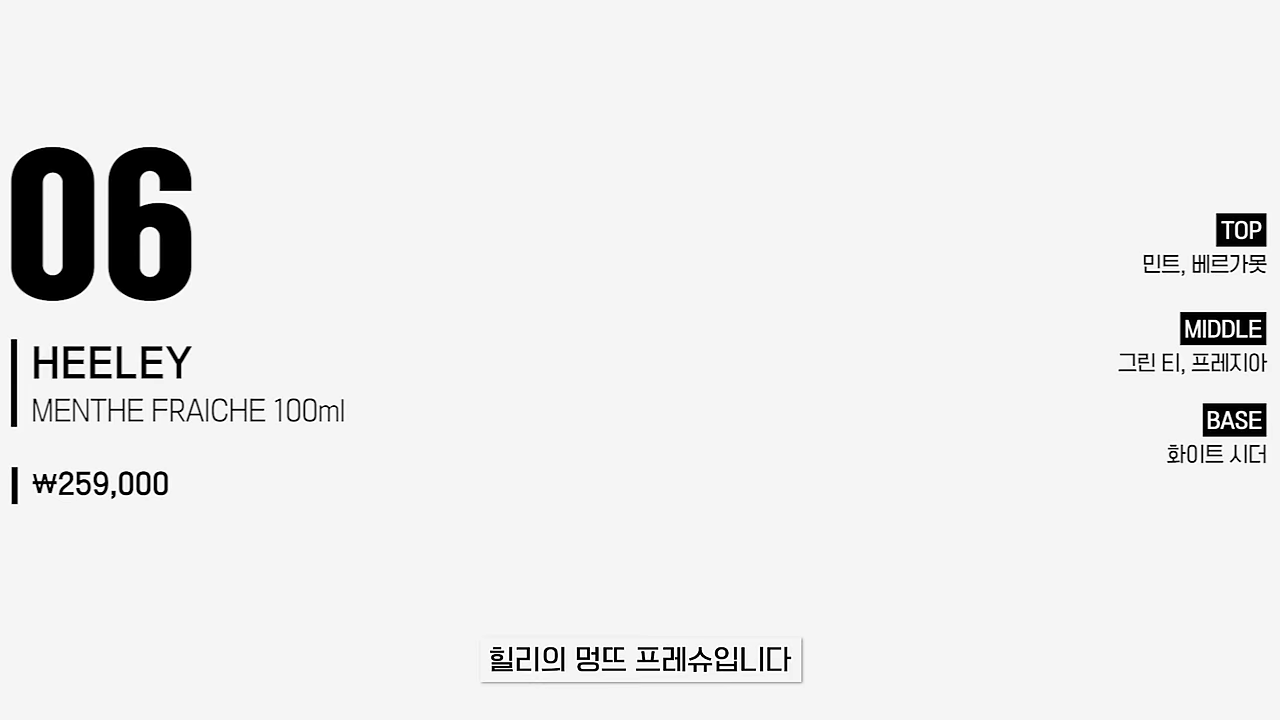 06
HEELEY
MENTHE FRAICHE 100ml
₩259,000
TOP
민트, 베르가못
MIDDLE
그린 티, 프레지아
BASE
화이트 시더
힐리의 멍뜨 프레슈입니다